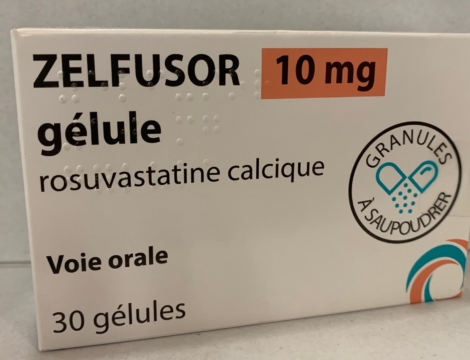 ZELFUSOR 10 mg
gélule
rosuvastatine calcique
GRANULES
À SAUPOUDRER
Voie orale
30 gélules